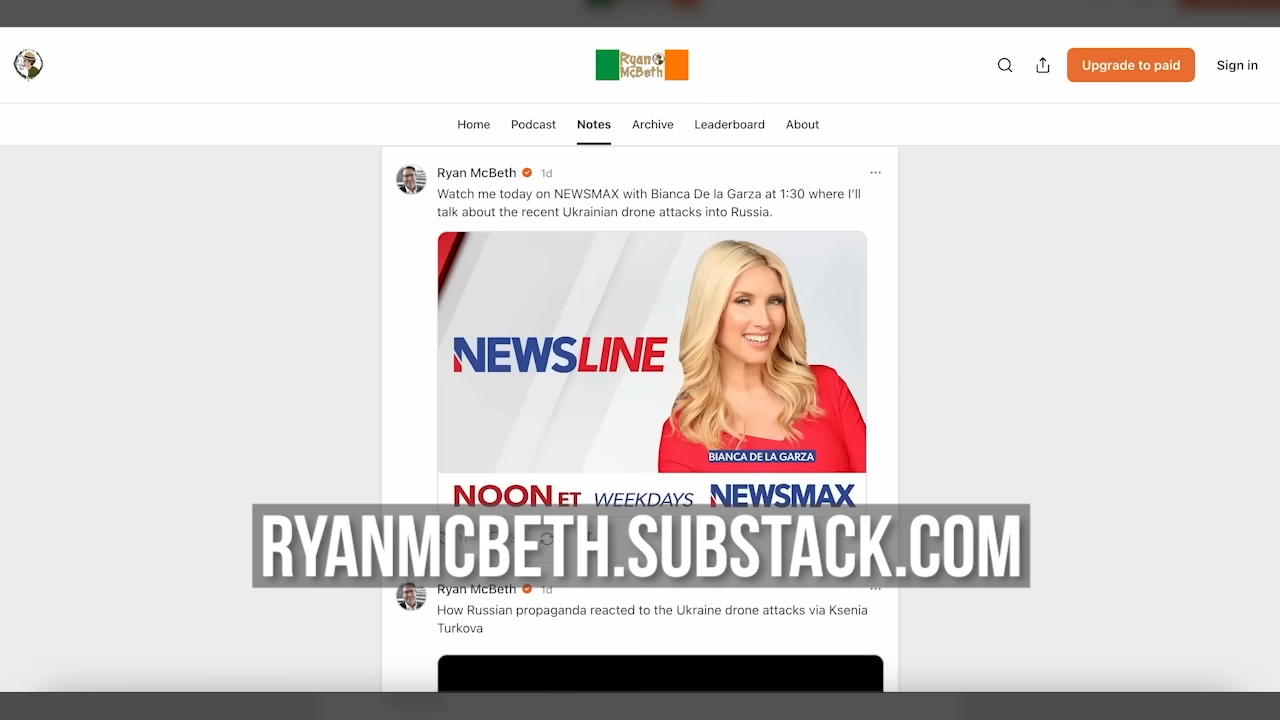 Ryan
McBeth
Upgrade to paid
Sign in
Home
Podcast
Notes
Archive
Leaderboard
About
Ryan McBeth 1d
Watch me today on NEWSMAX with Bianca De la Garza at 1:30 where I'll
talk about the recent Ukrainian drone attacks into Russia.
NEWSLINE
BIANCA DE LA GARZA
NOON ET WEEKDAYS NEWSMAX
RYANMCBETH.SUBSTACK.COM
Ryan McBeth 1d
How Russian propaganda reacted to the Ukraine drone attacks via Ksenia
Turkova